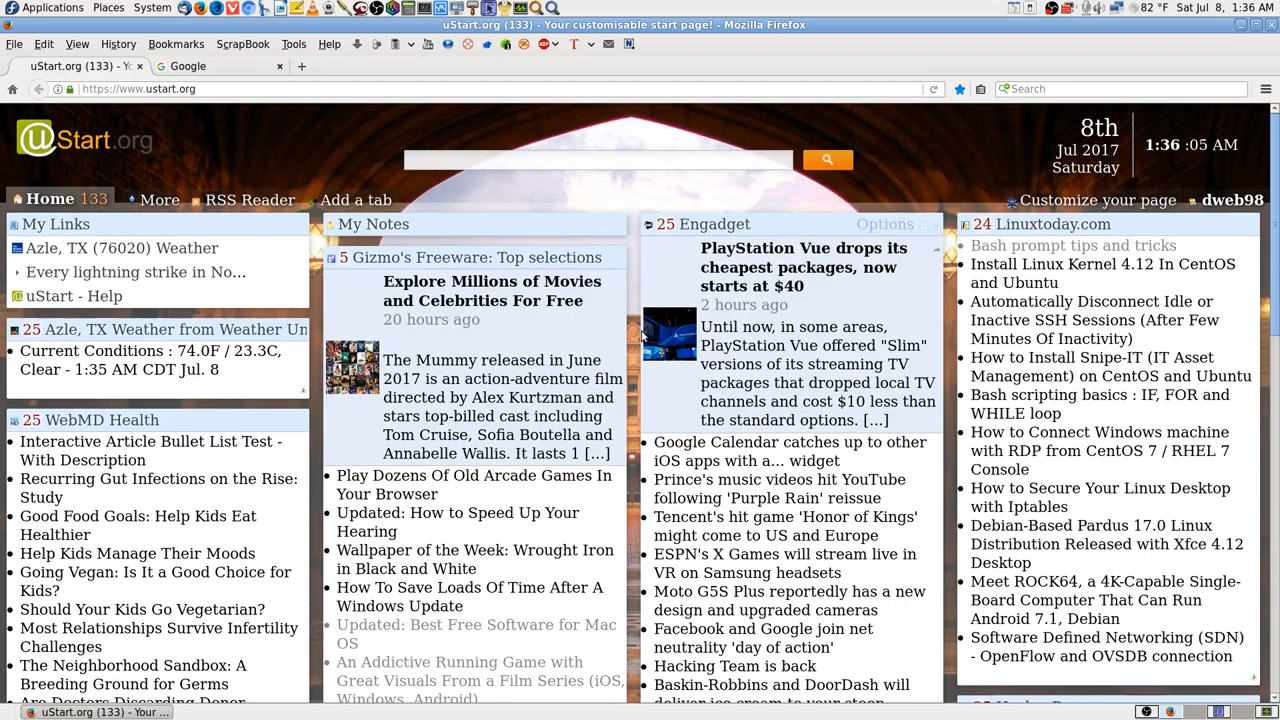 Applications Places System 82 °F Sat Jul 8, 1:36 AM
uStart.org (133) - Your customisable start page! - Mozilla Firefox
File Edit View History Bookmarks ScrapBook Tools Help
uStart.org (133) - Yo
Google
https://www.ustart.org
Search
uStart.org
8th
Jul 2017
Saturday
1:36 :05 AM
Home 133 More RSS Reader Add a tab
Customize your page dweb98
My Links
Azle, TX (76020) Weather
Every lightning strike in No...
uStart - Help
25 Azle, TX Weather from Weather Un
Current Conditions : 74.0F / 23.3C,
Clear - 1:35 AM CDT Jul. 8
25 WebMD Health
Interactive Article Bullet List Test -
With Description
Recurring Gut Infections on the Rise:
Study
Good Food Goals: Help Kids Eat
Healthier
Help Kids Manage Their Moods
Going Vegan: Is it a Good Choice for
Kids?
Should Your Kids Go Vegetarian?
Most Relationships Survive Infertility
Challenges
The Neighborhood Sandbox: A
Breeding Ground for Germs
My Notes
5 Gizmo's Freeware: Top selections
Explore Millions of Movies
and Celebrities For Free
20 hours ago
The Mummy released in June
2017 is an action-adventure film
directed by Alex Kurtzman and
stars top-billed cast including
Tom Cruise, Sofia Boutella and
Annabelle Wallis. It lasts 1 [...]
Play Dozens Of Old Arcade Games In
Your Browser
Updated: How to Speed Up Your
Hearing
Wallpaper of the Week: Wrought Iron
in Black and White
How To Save Loads Of Time After A
Windows Update
Updated: Best Free Software for Mac
OS
An Addictive Running Game with
Great Visuals From a Film Series (iOS,
Windows, Android)
25 Engadget Options
PlayStation Vue drops its
cheapest packages, now
starts at $40
2 hours ago
Until now, in some areas,
PlayStation Vue offered "Slim"
versions of its streaming TV
packages that dropped local TV
channels and cost $10 less than
the standard options. [...]
Google Calendar catches up to other
iOS apps with a... widget
Prince's music videos hit YouTube
following 'Purple Rain' reissue
Tencent's hit game 'Honor of Kings'
might come to US and Europe
ESPN's X Games will stream live in
VR on Samsung headsets
Moto G5S Plus reportedly has a new
design and upgraded cameras
Facebook and Google join net
neutrality 'day of action'
Hacking Team is back
Baskin-Robbins and DoorDash will
deliver ice cream to your stoop
24 Linuxtoday.com
Bash prompt tips and tricks
Install Linux Kernel 4.12 In CentOS
and Ubuntu
Automatically Disconnect Idle or
Inactive SSH Sessions (After Few
Minutes Of Inactivity)
How to Install Snipe-IT (IT Asset
Management) on CentOS and Ubuntu
Bash scripting basics : IF, FOR and
WHILE loop
How to Connect Windows machine
with RDP from CentOS 7 / RHEL 7
Console
How to Secure Your Linux Desktop
with Iptables
Debian-Based Pardus 17.0 Linux
Distribution Released with Xfce 4.12
Desktop
Meet ROCK64, a 4K-Capable Single-
Board Computer That Can Run
Android 7.1, Debian
Software Defined Networking (SDN)
- OpenFlow and OVSDB connection
uStart.org (133) - Your ...